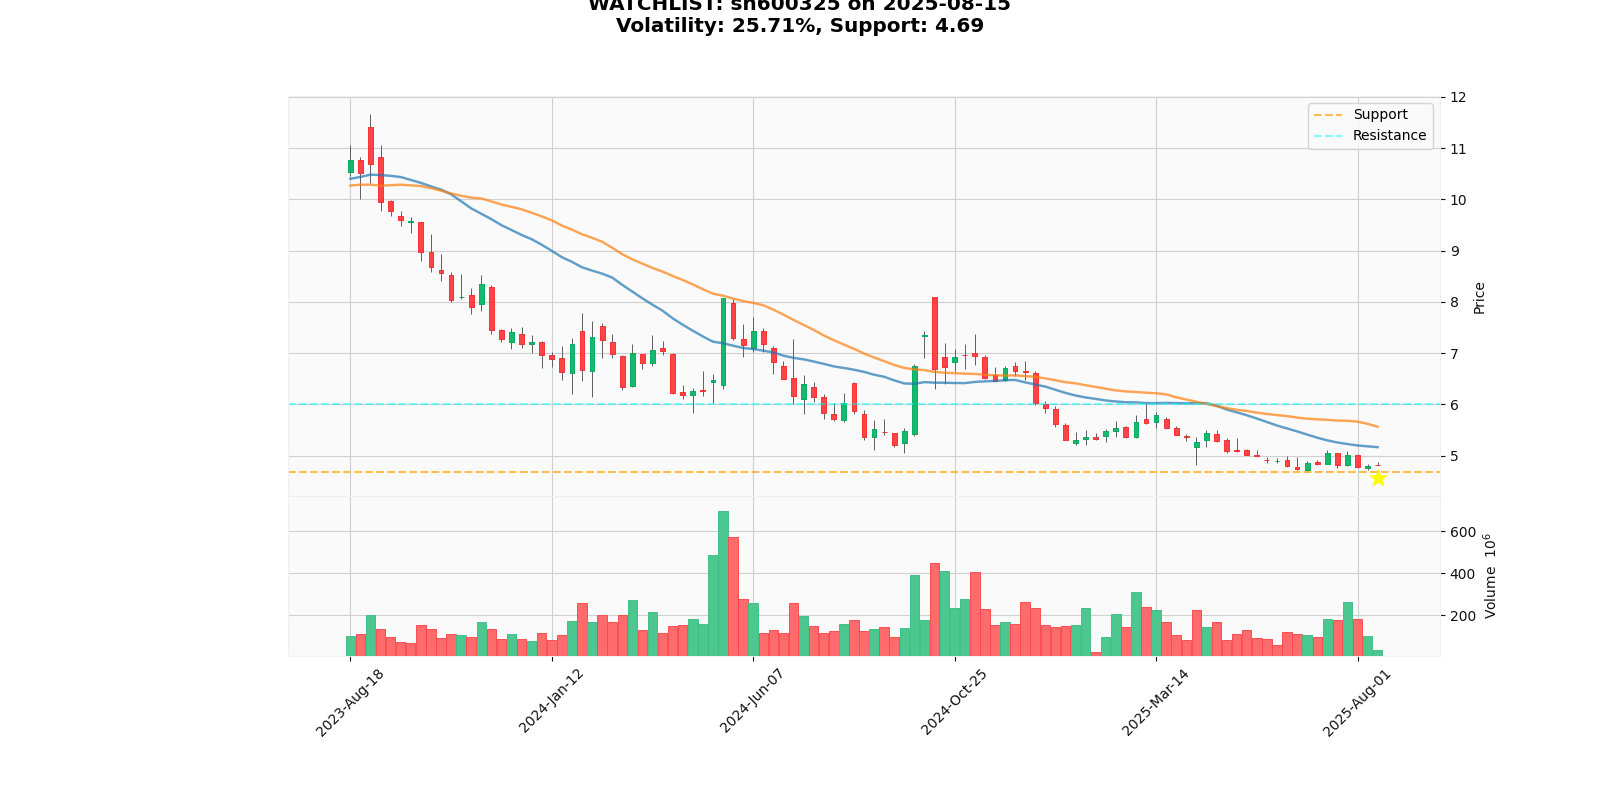 WATCHLIST: sh600325 on 2025-08-15
Volatility: 25.71%, Support: 4.69
Support
Resistance
12
11
10
9
8
7
6
5
Price
600
400
200
Volume 10⁶
2023-Aug-18
2024-Jan-12
2024-Jun-07
2024-Oct-25
2025-Mar-14
2025-Aug-01